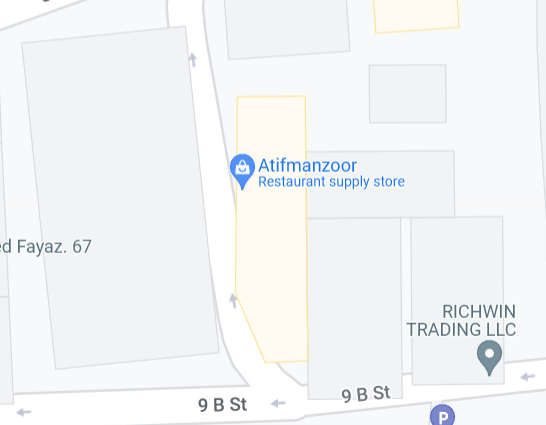 Atifmanzoor
Restaurant supply store
ed Fayaz. 67
RICHWIN
TRADING LLC
9 B St
9 B St
P